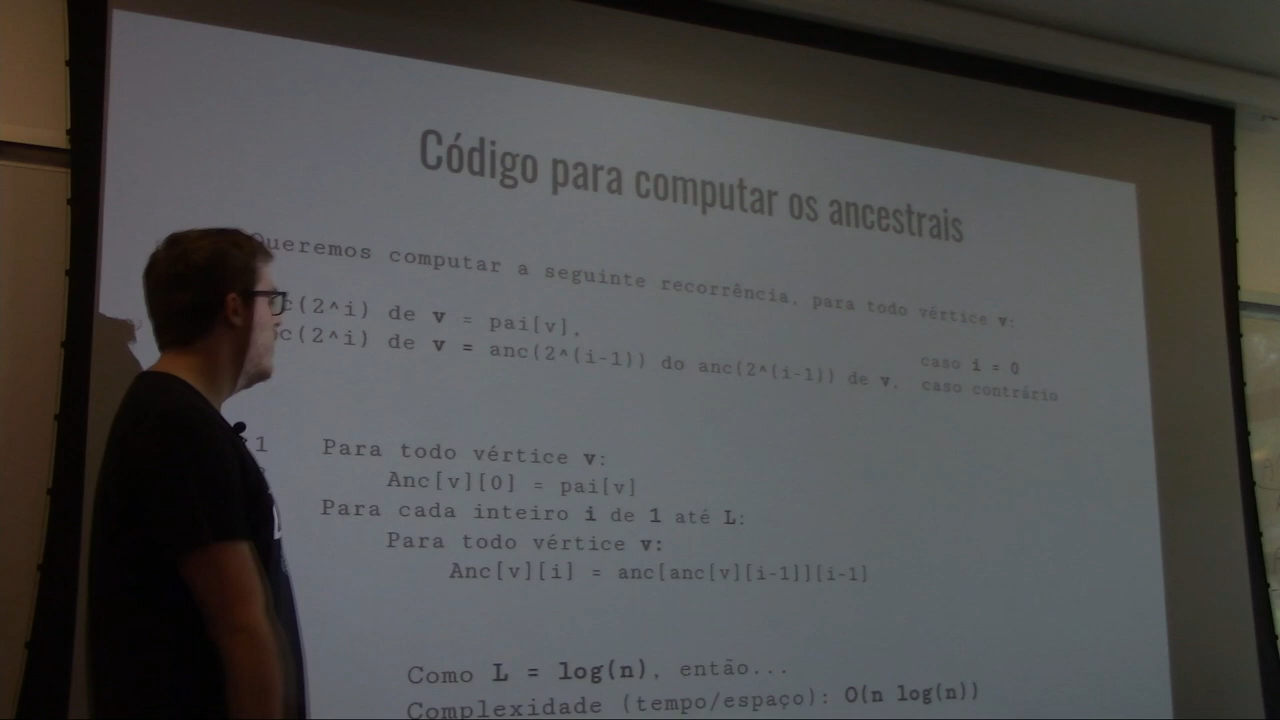 Código para computar os ancestrais
Queremos computar a seguinte recorrência, para todo vértice v:
c(2^i) de v = pai[v], caso i = 0
c(2^i) de v = anc(2^(i-1)) do anc(2^(i-1)) de v, caso contrário
1 Para todo vértice v:
Anc[v][0] = pai[v]
Para cada inteiro i de 1 até L:
Para todo vértice v:
Anc[v][i] = anc[anc[v][i-1]][i-1]
Como L = log(n), então...
Complexidade (tempo/espaço): O(n log(n))